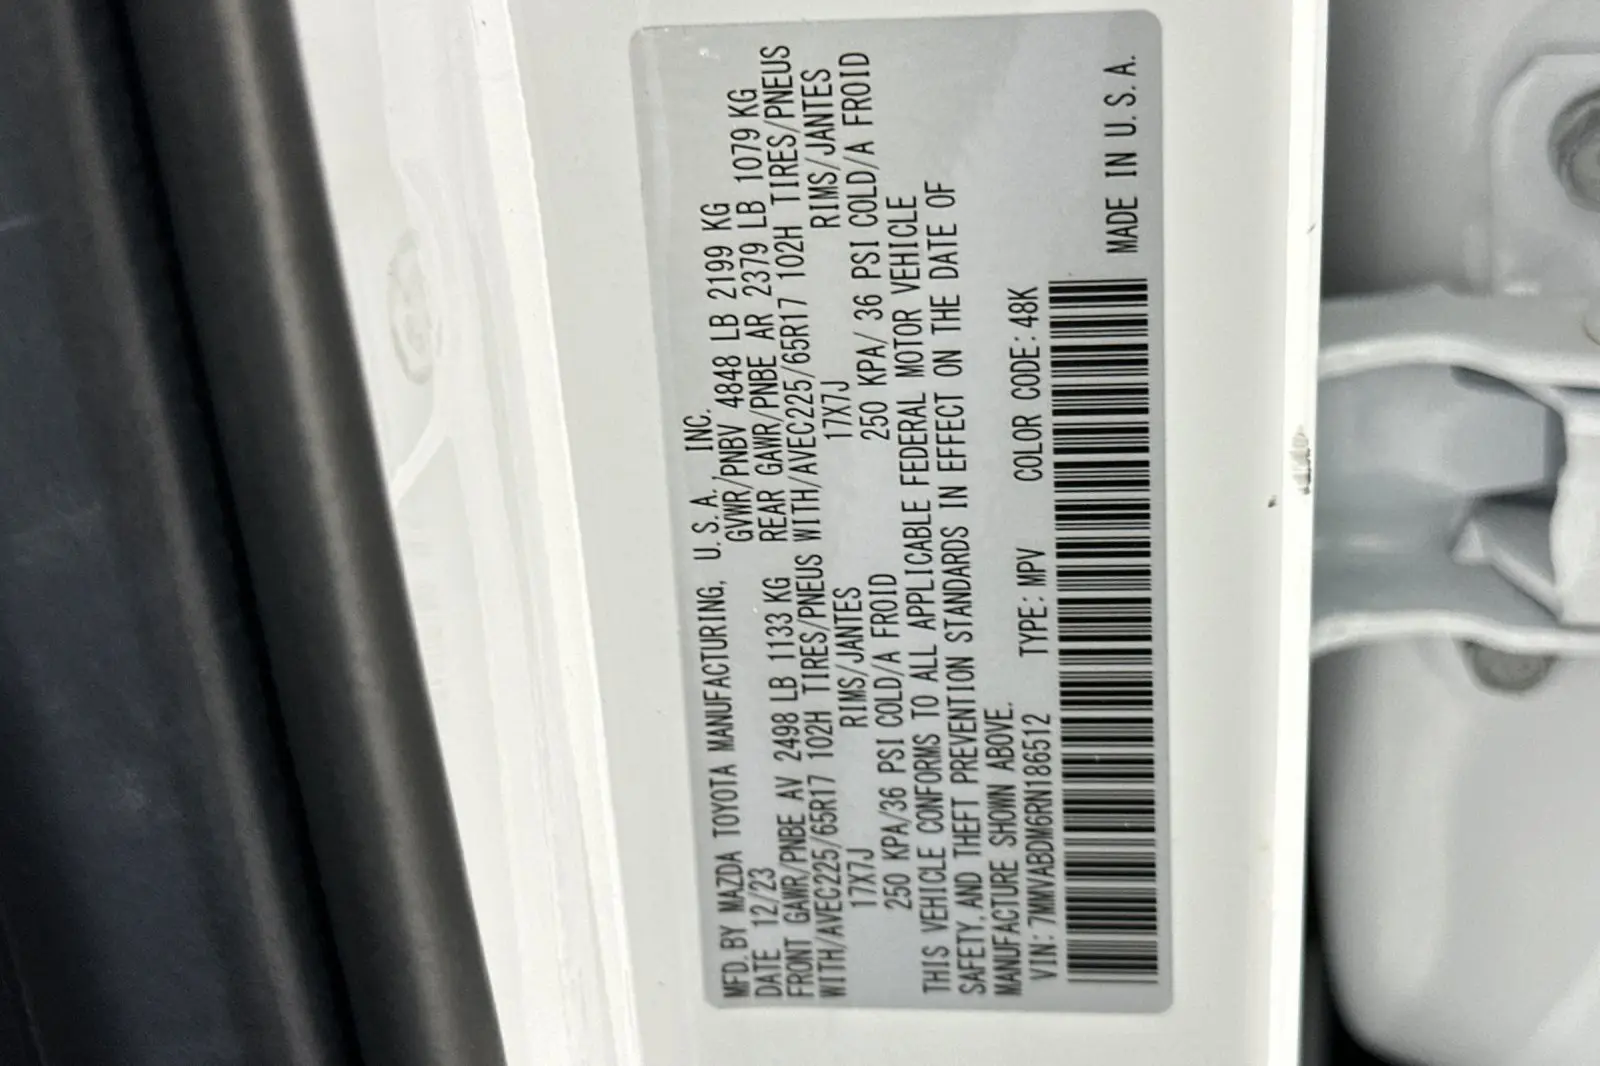 MFD. BY MAZDA TOYOTA MANUFACTURING, U.S.A., INC.
DATE 12/23 GVWR/PNBV 4848 LB 2199 KG
FRONT GAWR/PNBE AV 2498 LB 1133 KG REAR GAWR/PNBE AR 2379 LB 1079 KG
WITH/AVEC225/65R17 102H TIRES/PNEUS WITH/AVEC225/65R17 102H TIRES/PNEUS
17X7J RIMS/JANTES 17X7J RIMS/JANTES
250 KPA/36 PSI COLD/A FROID 250 KPA/ 36 PSI COLD/A FROID
THIS VEHICLE CONFORMS TO ALL APPLICABLE FEDERAL MOTOR VEHICLE
SAFETY, AND THEFT PREVENTION STANDARDS IN EFFECT ON THE DATE OF
MANUFACTURE SHOWN ABOVE.
VIN: 7MMVABDM6RN186512 TYPE: MPV COLOR CODE: 48K
MADE IN U.S.A.